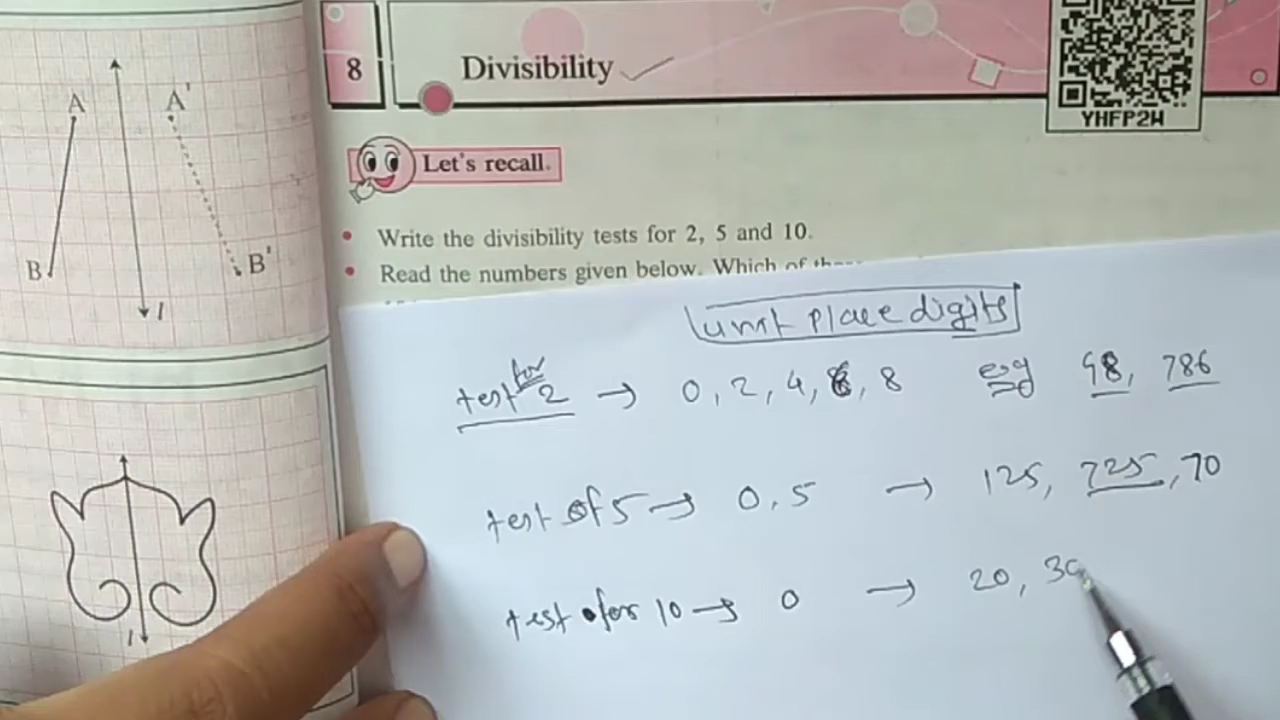 A
A'
B
B'
l
l
8
Divisibility
YHFP2W
Let's recall.
• Write the divisibility tests for 2, 5 and 10.
• Read the numbers given below. Which of
unit place digits
test for 2 → 0, 2, 4, 6, 8 eg 98, 786
test of 5 → 0, 5 → 125, 725, 70
test for 10 → 0 → 20, 30